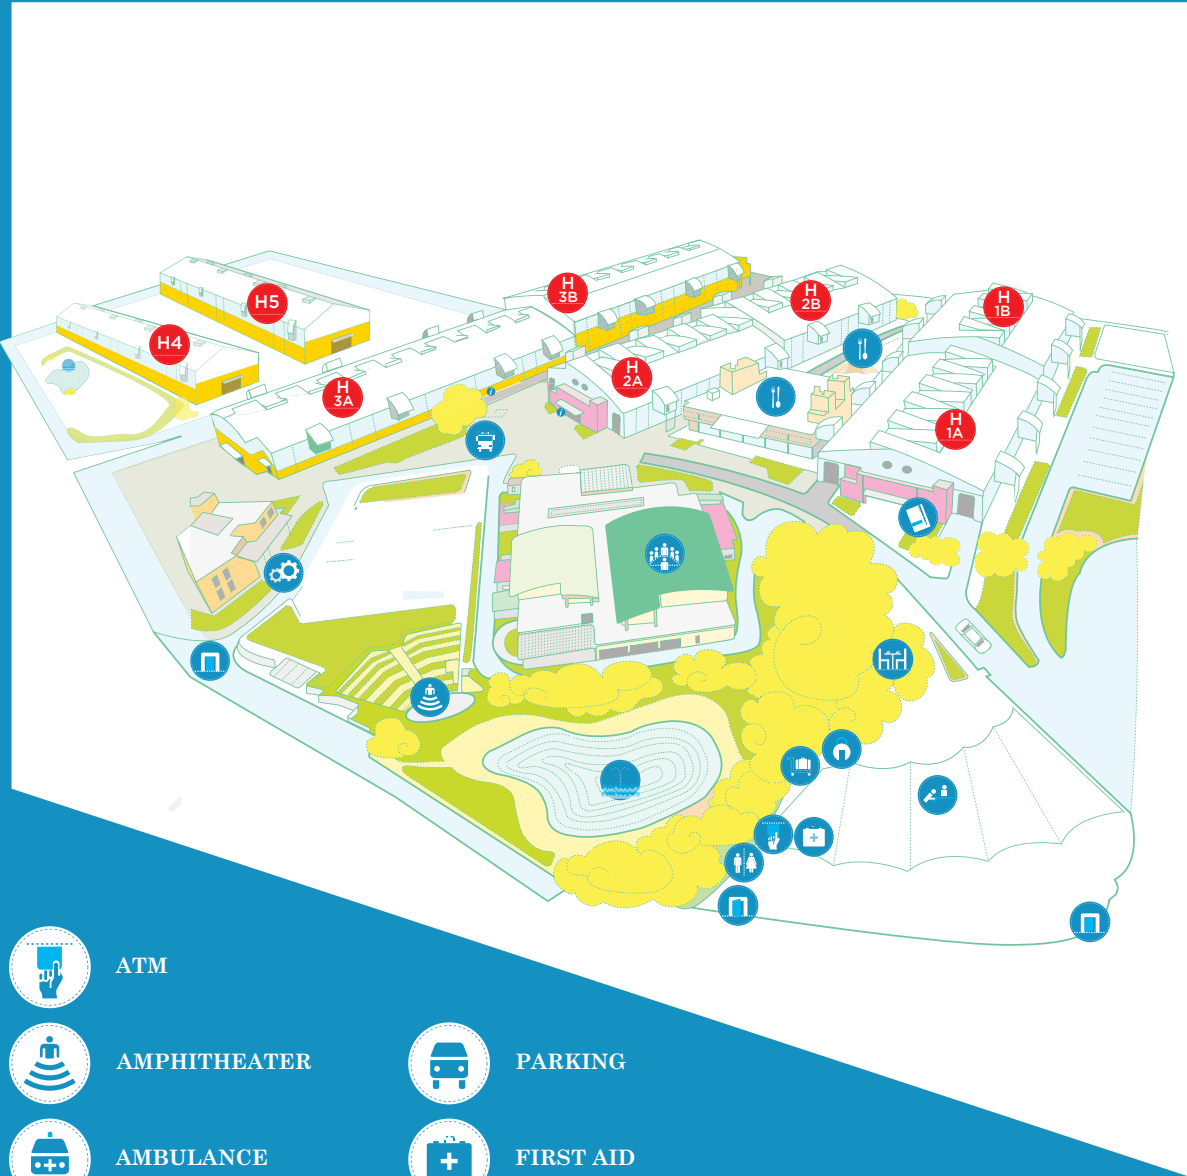 H5
H
3B
H
2B
H
1B
H4
H
3A
H
2A
H
1A
i
i
ATM
AMPHITHEATER
PARKING
AMBULANCE
FIRST AID